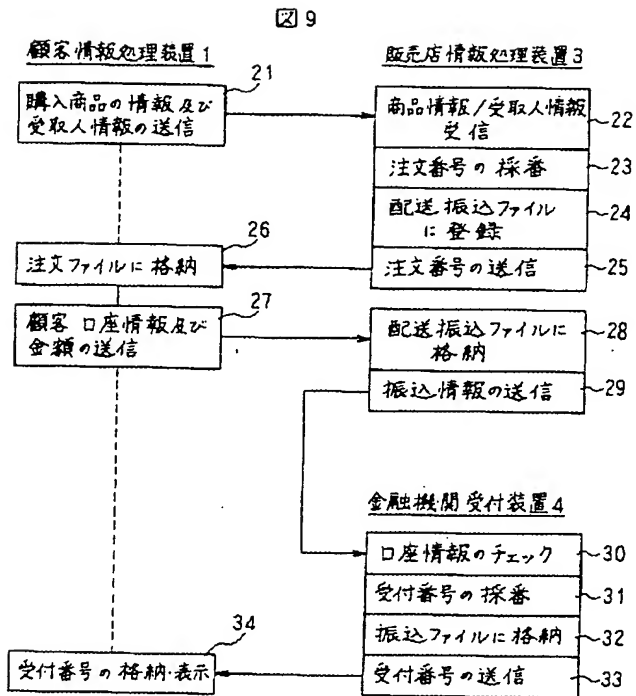 図9
顧客情報処理装置1
販売店情報処理装置3
21
購入商品の情報及び
受取人情報の送信
商品情報/受取人情報
受信
22
注文番号の採番
23
配送振込ファイル
に登録
24
26
注文ファイルに格納
注文番号の送信
25
27
顧客口座情報及び
金額の送信
配送振込ファイルに
格納
28
振込情報の送信
29
金融機関受付装置4
口座情報のチェック
30
受付番号の採番
31
振込ファイルに格納
32
34
受付番号の格納・表示
受付番号の送信
33